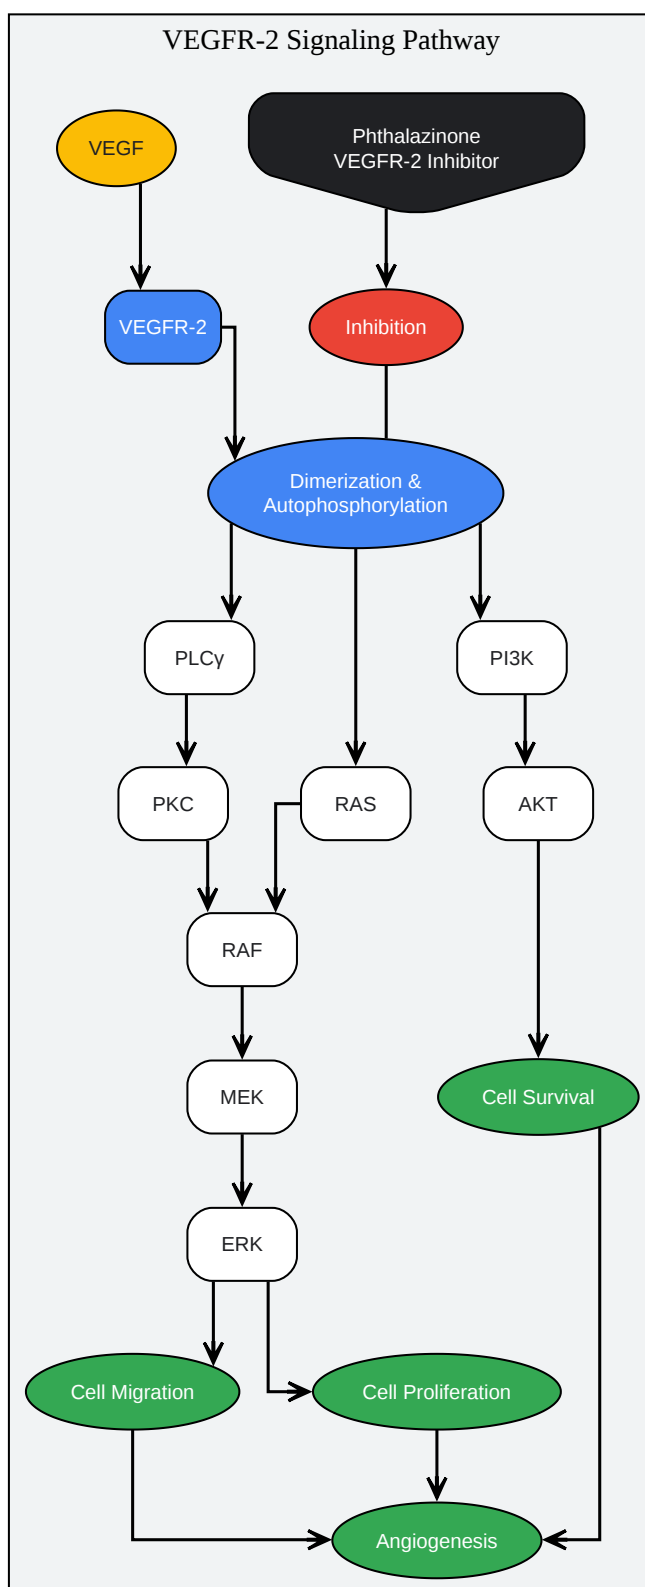 VEGFR-2 Signaling Pathway
VEGF
Phthalazinone
VEGFR-2 Inhibitor
VEGFR-2
Inhibition
Dimerization &
Autophosphorylation
PLCγ
PI3K
PKC
RAS
AKT
RAF
MEK
Cell Survival
ERK
Cell Migration
Cell Proliferation
Angiogenesis